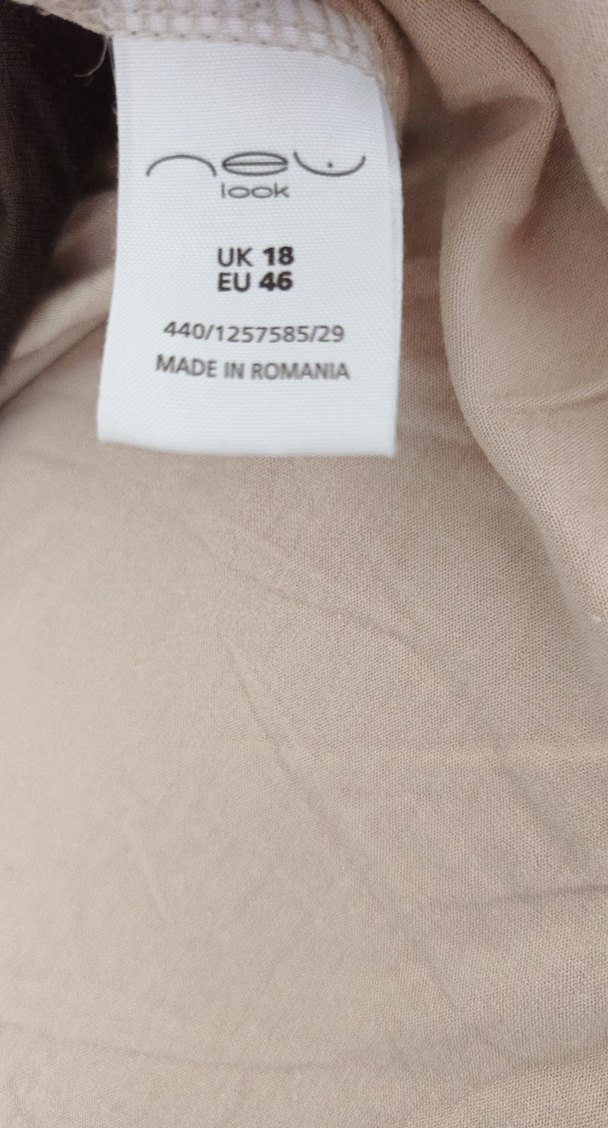 new
look
UK 18
EU 46
440/1257585/29
MADE IN ROMANIA